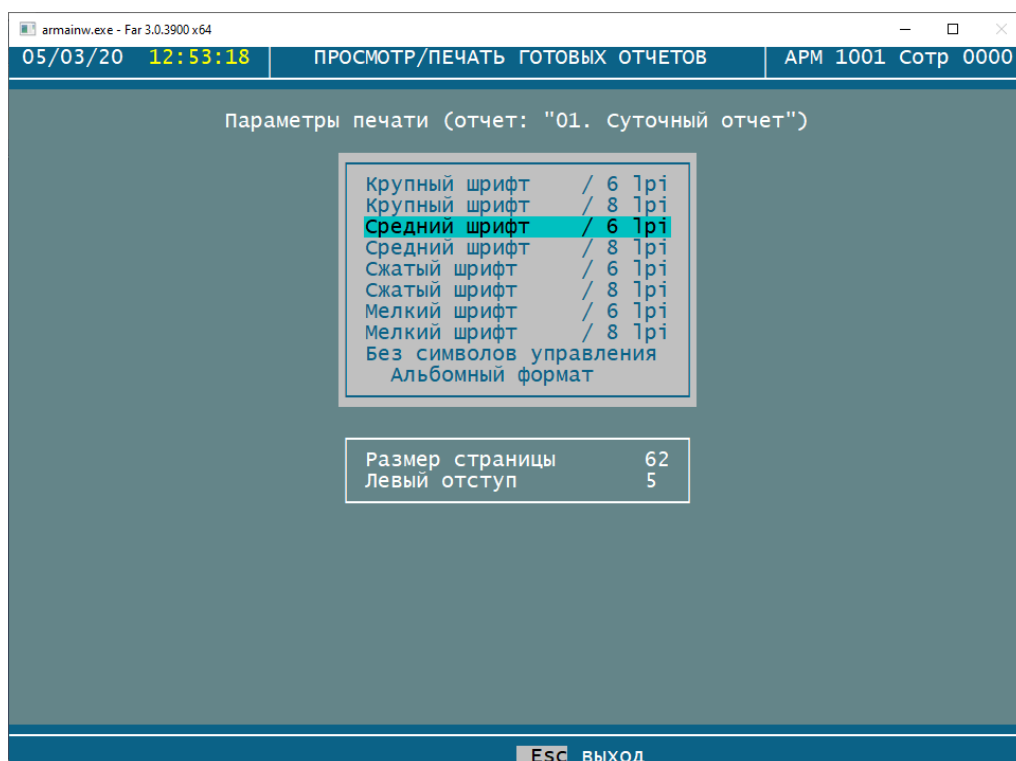 armainw.exe - Far 3.0.3900 x64
05/03/20 12:53:18 ПРОСМОТР/ПЕЧАТЬ ГОТОВЫХ ОТЧЕТОВ АРМ 1001 Сотр 0000
Параметры печати (отчет: "01. Суточный отчет")
Крупный шрифт / 6 lpi
Крупный шрифт / 8 lpi
Средний шрифт / 6 lpi
Средний шрифт / 8 lpi
Сжатый шрифт / 6 lpi
Сжатый шрифт / 8 lpi
Мелкий шрифт / 6 lpi
Мелкий шрифт / 8 lpi
Без символов управления
Альбомный формат
Размер страницы 62
Левый отступ 5
Esc выход